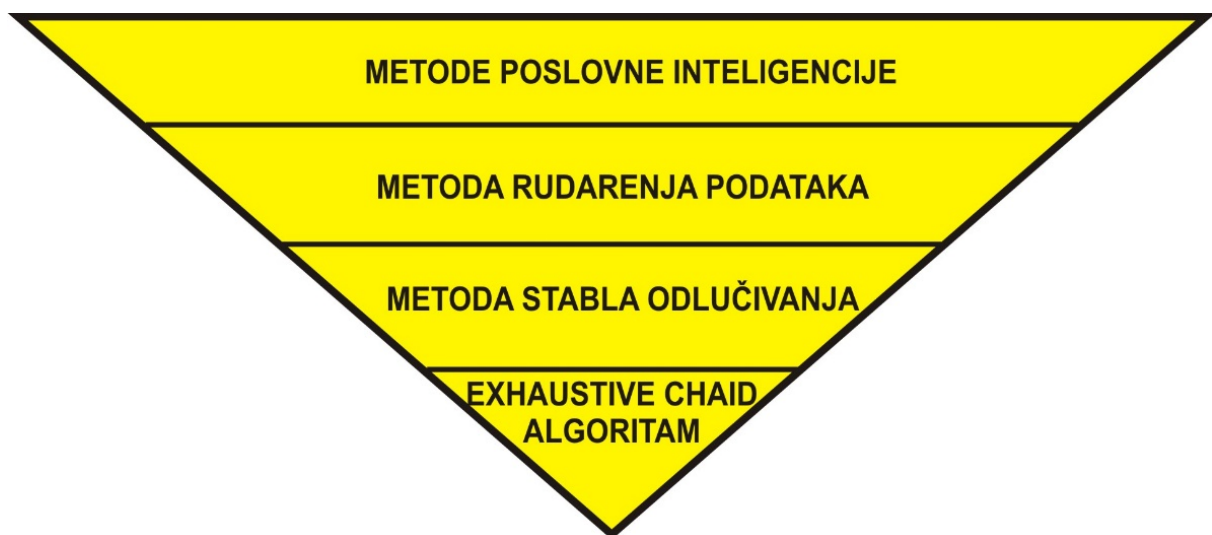 METODE POSLOVNE INTELIGENCIJE
METODA RUDARENJA PODATAKA
METODA STABLA ODLUČIVANJA
EXHAUSTIVE CHAID
ALGORITAM